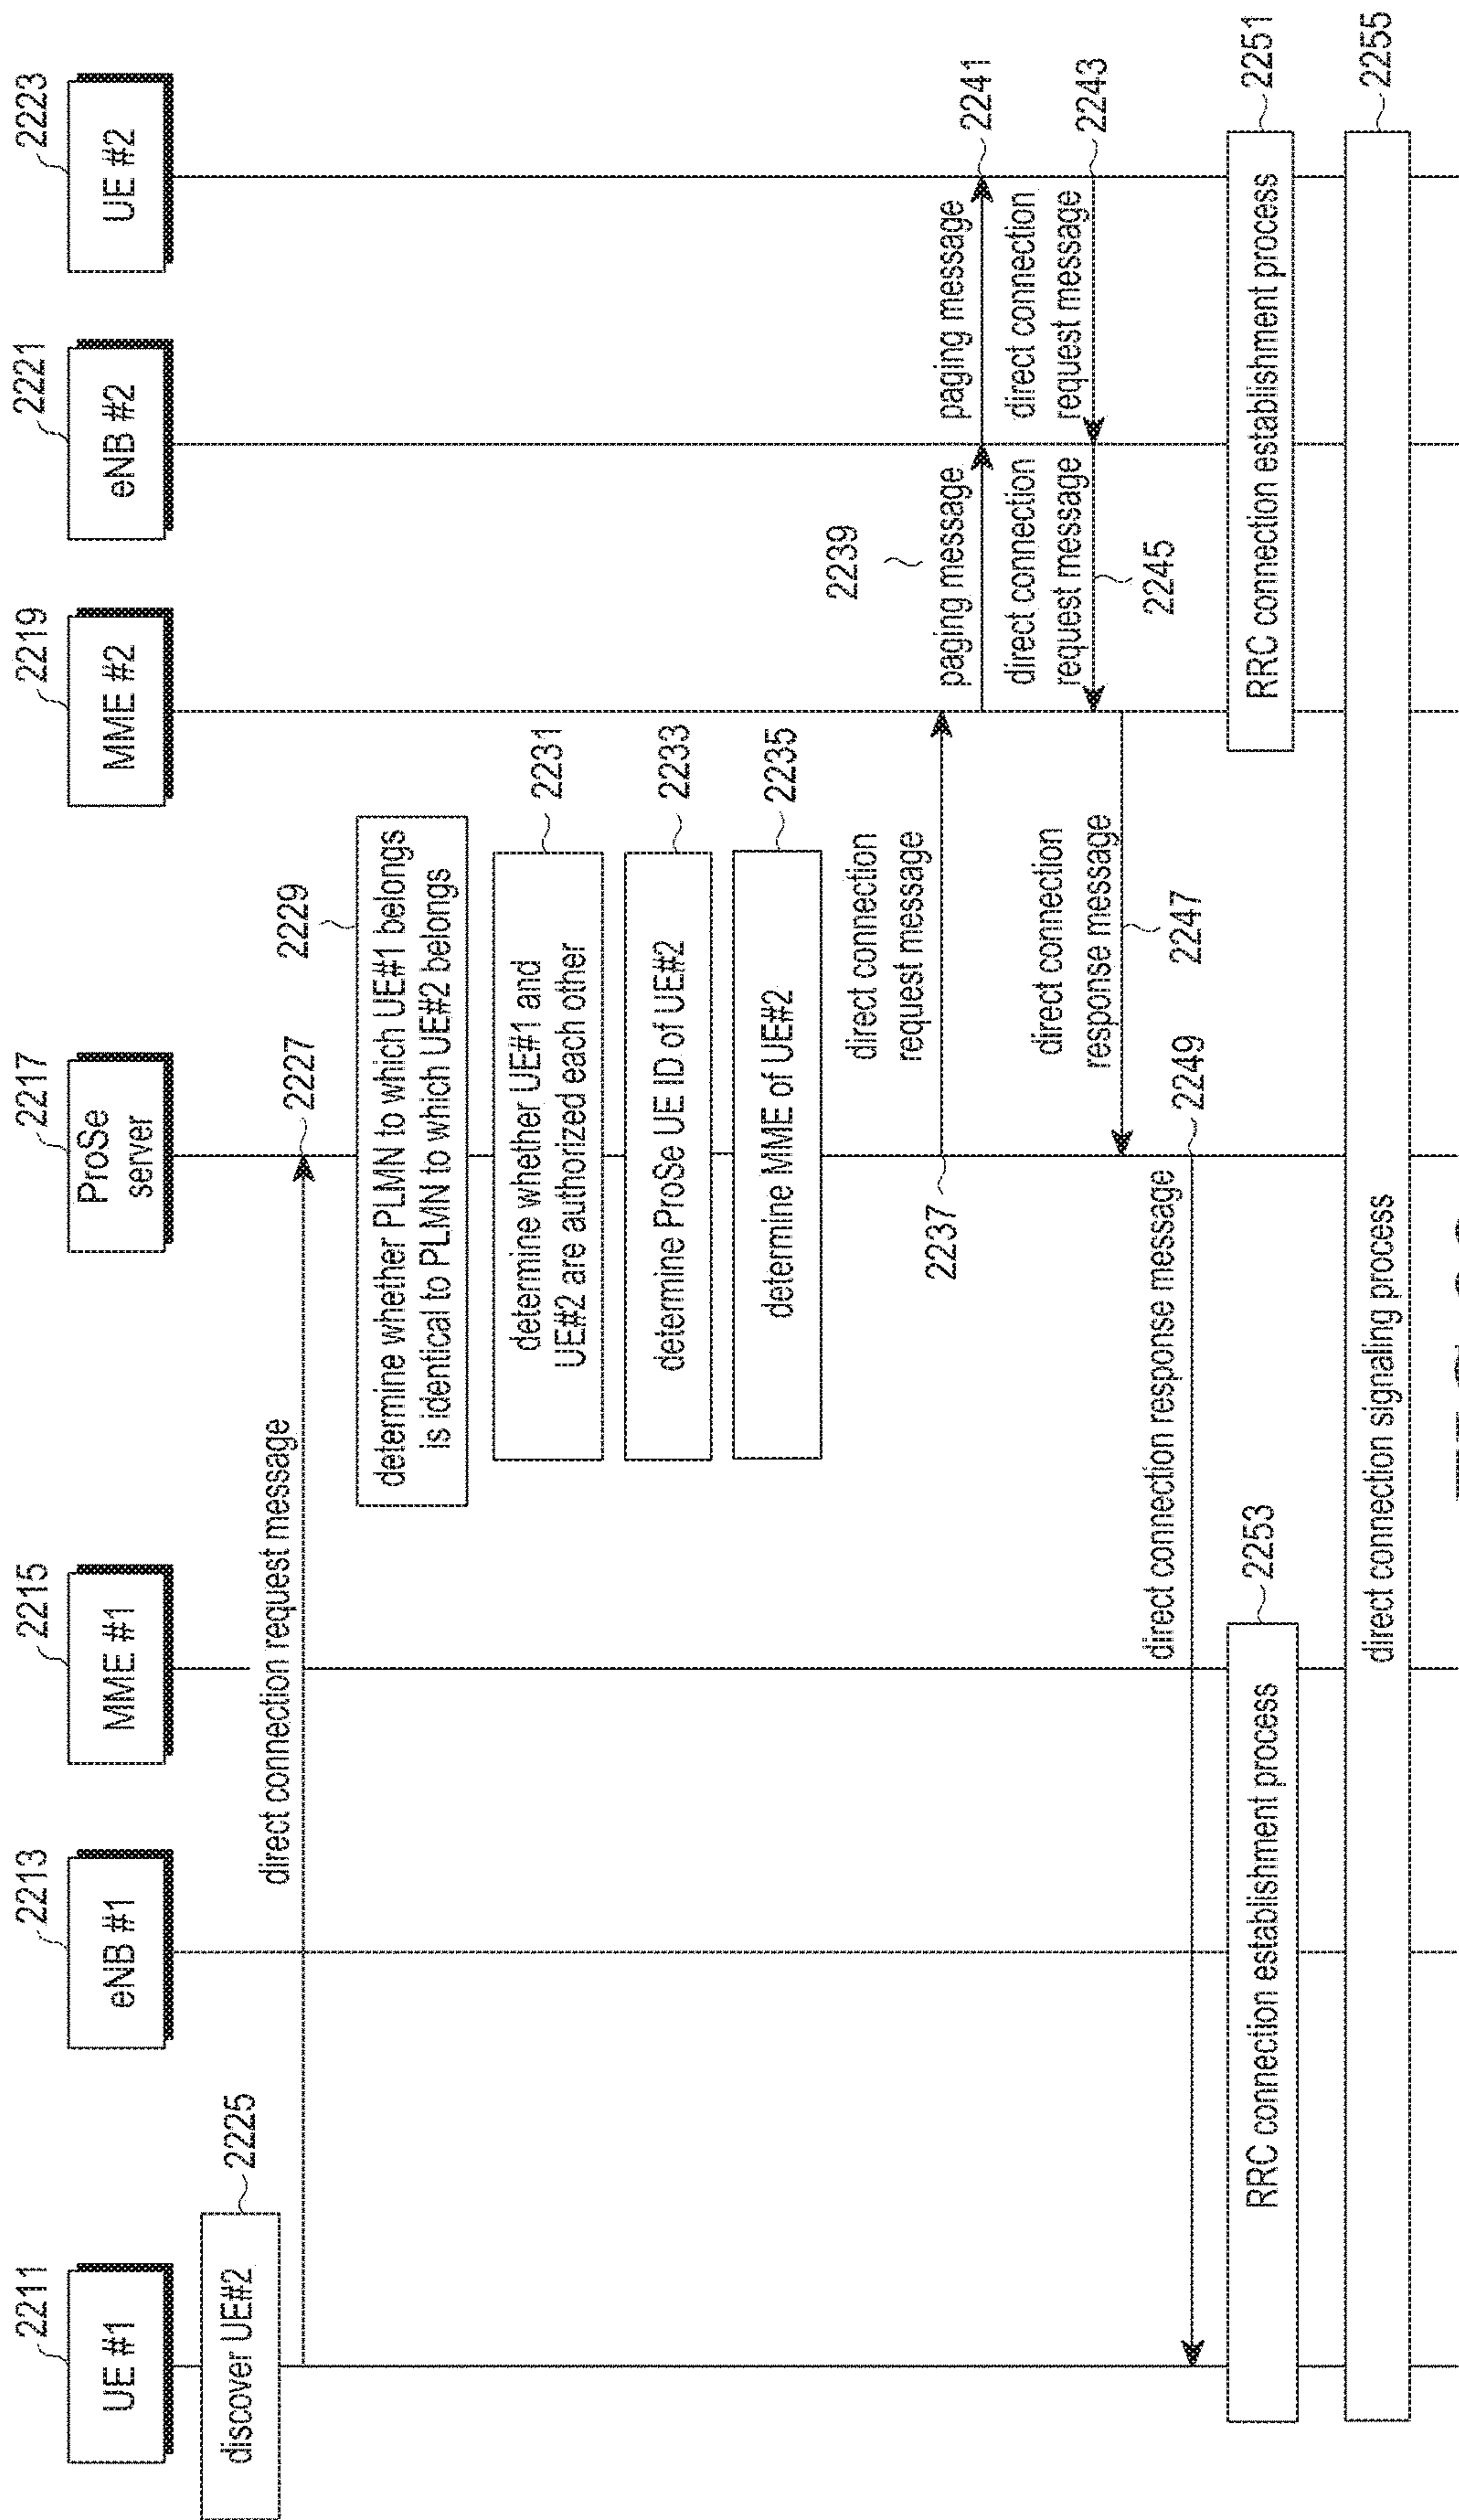 2211
UE #1
2213
eNB #1
2215
MME #1
2217
ProSe
server
2219
MME #2
2221
eNB #2
2223
UE #2
discover UE#2
2225
direct connection request message
2227
2229
determine whether PLMN to which UE#1 belongs
is identical to PLMN to which UE#2 belongs
determine whether UE#1 and
UE#2 are authorized each other
2231
determine ProSe UE ID of UE#2
2233
determine MME of UE#2
2235
direct connection
request message
2237
2239
paging message
paging message
2241
direct connection
request message
2243
direct connection
request message
2245
direct connection
response message
2247
direct connection response message
2249
RRC connection establishment process
2251
RRC connection establishment process
2253
direct connection signaling process
2255